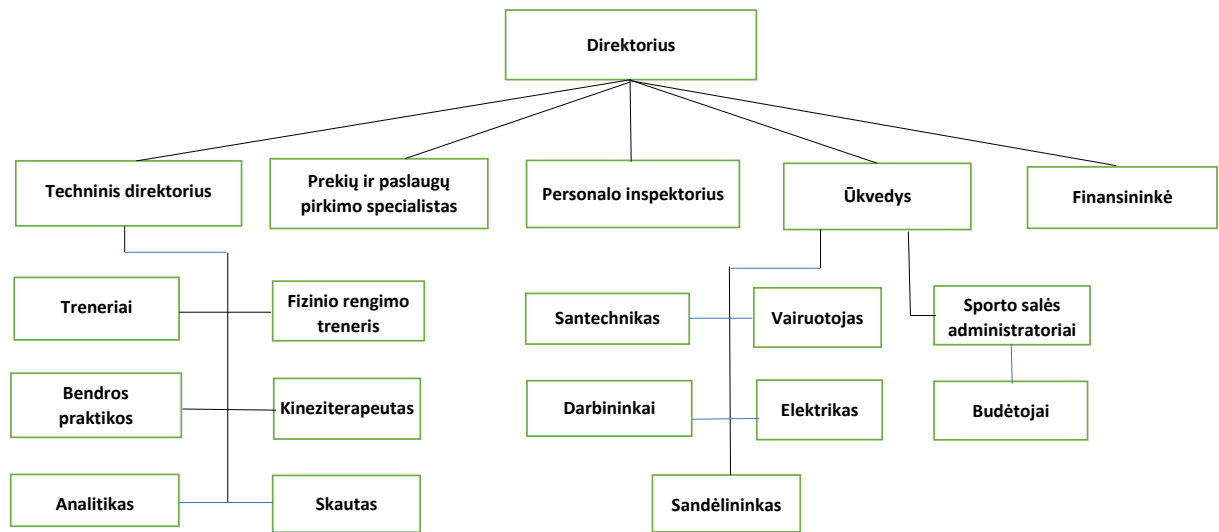 Direktorius
Techninis direktorius
Prekių ir paslaugų
pirkimo specialistas
Personalo inspektorius
Ūkvedys
Finansininkė
Treneriai
Fizinio rengimo
treneris
Santechnikas
Vairuotojas
Sporto salės
administratoriai
Bendros
praktikos
Kineziterapeutas
Darbininkai
Elektrikas
Budėtojai
Analitikas
Skautas
Sandėlininkas